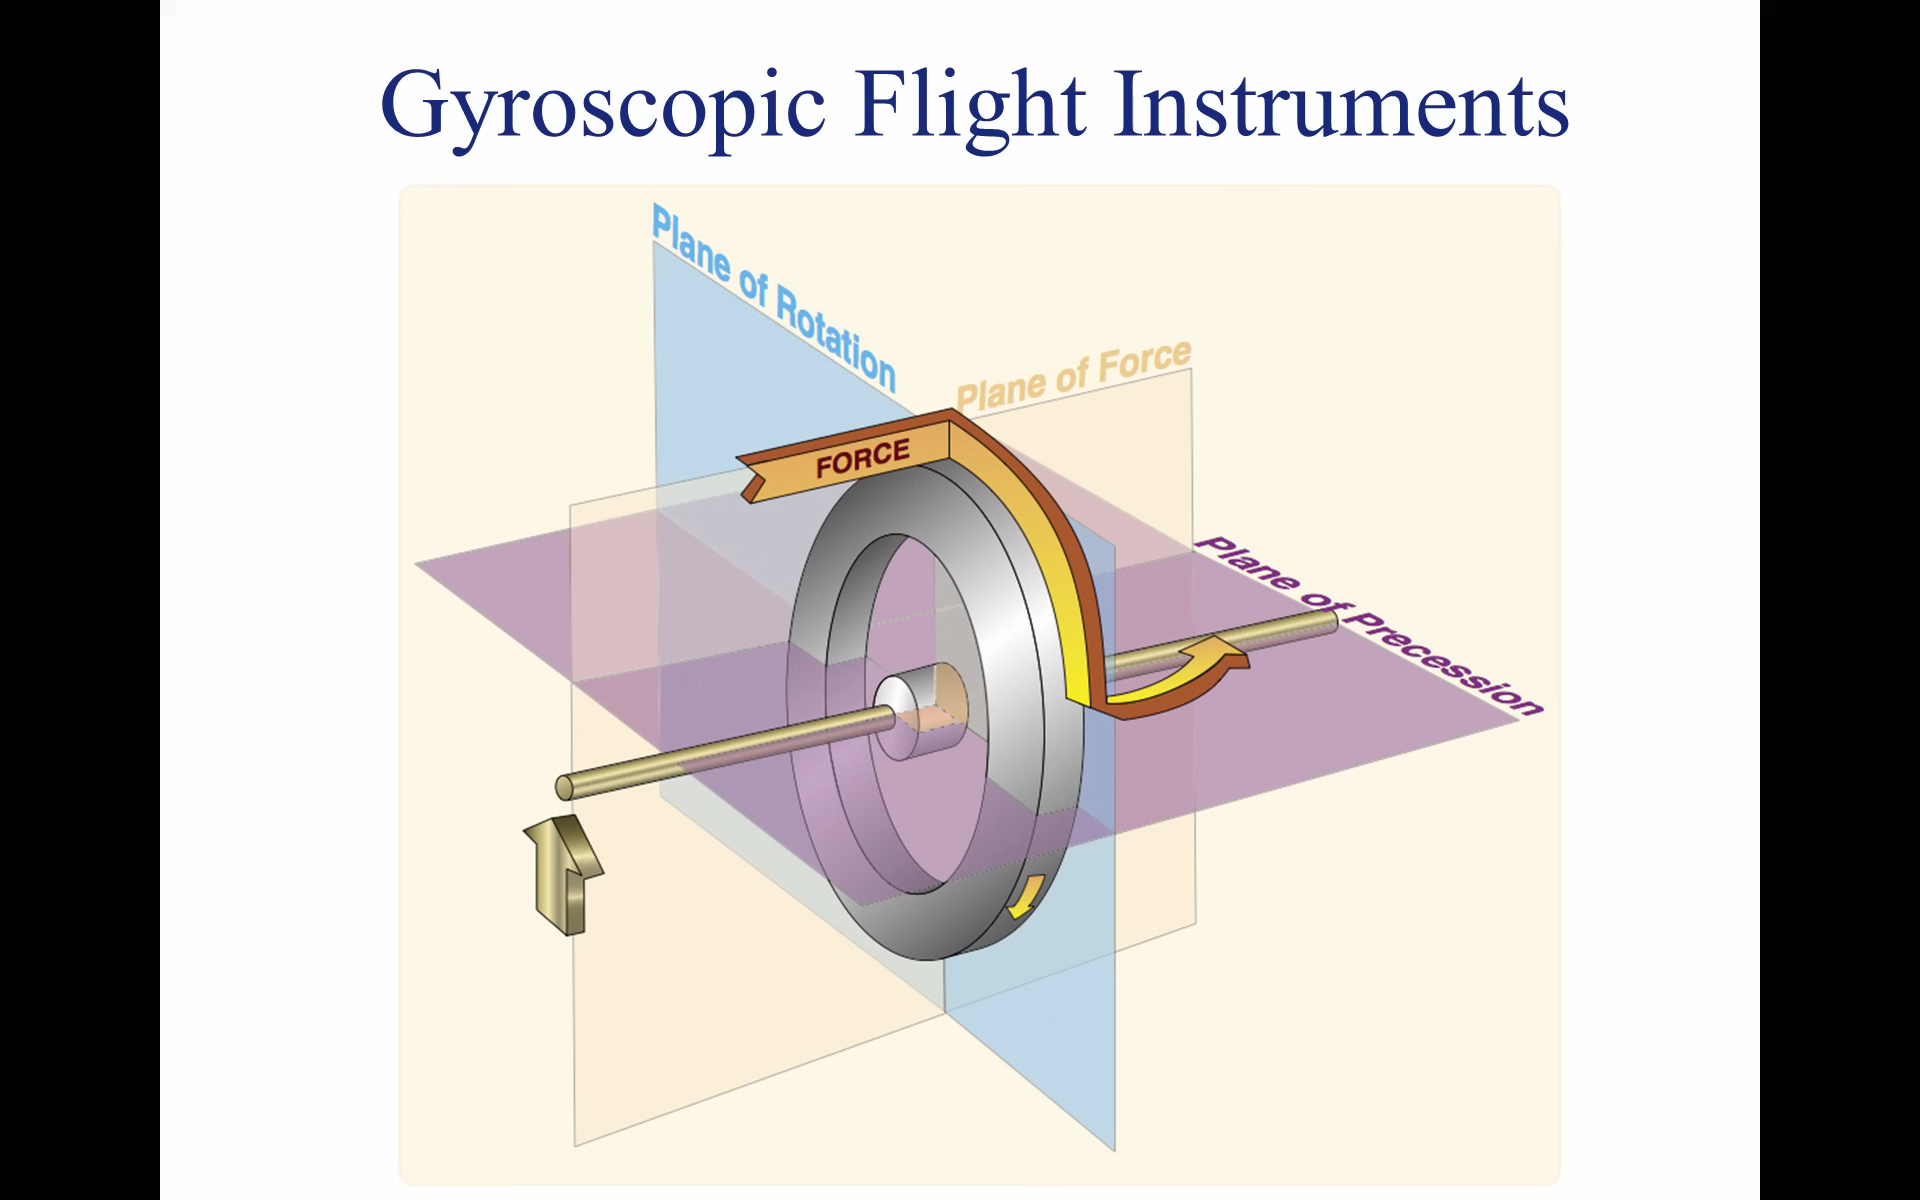 Gyroscopic Flight Instruments
Plane of Rotation
Plane of Force
FORCE
Plane of Precession